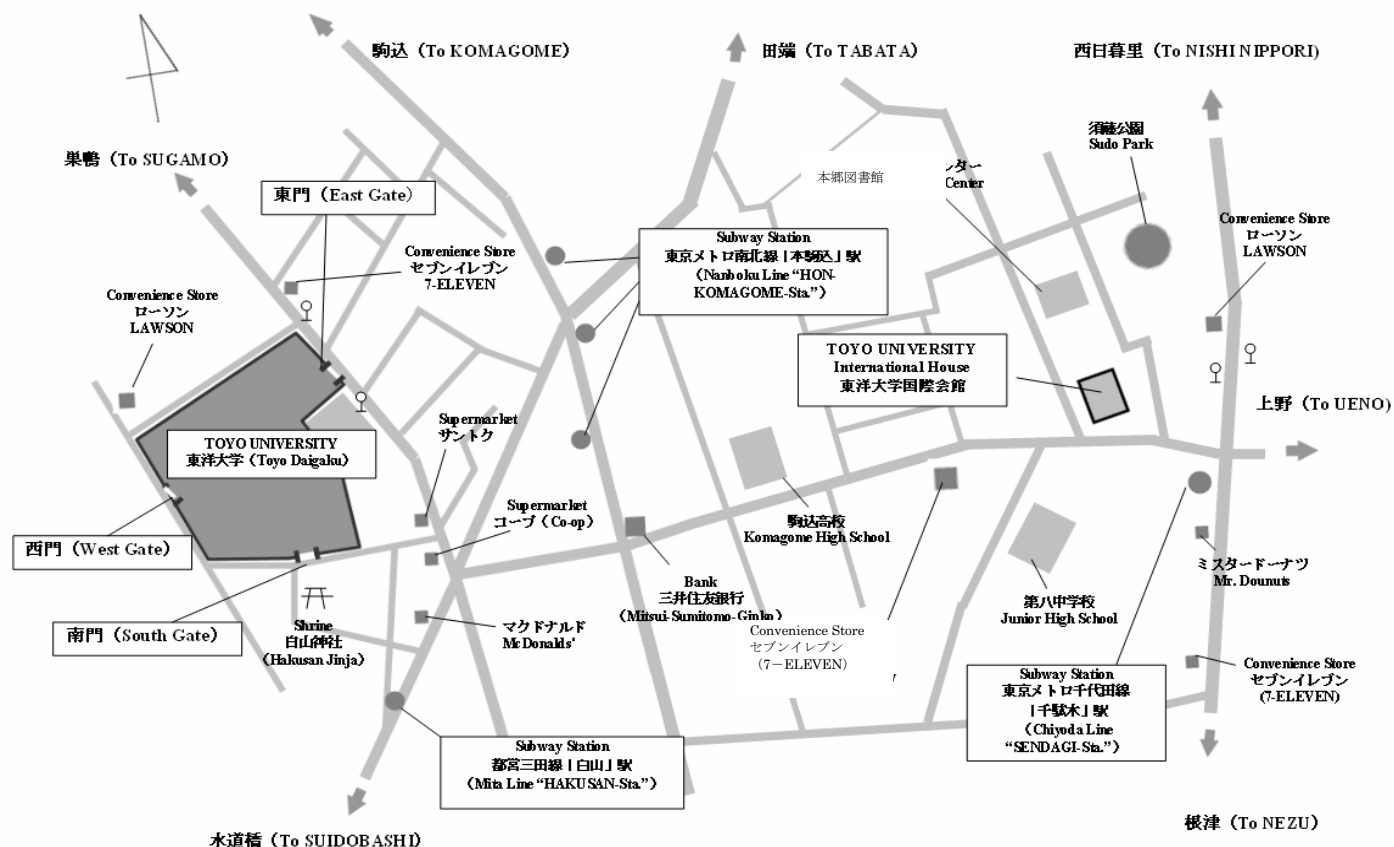 駒込（To KOMAGOME）
田端（To TABATA）
西日暮里（To NISHI NIPPORI）
須藤公園
Sudo Park
巣鴨（To SUGAMO）
本郷図書館
ンター
Center
東門（East Gate）
Convenience Store
セブンイレブン
7-ELEVEN
Subway Station
東京メトロ南北線「本駒込」駅
（Nanboku Line “HON-
KOMAGOME-Sta.”）
Convenience Store
ローソン
LAWSON
Convenience Store
ローソン
LAWSON
TOYO UNIVERSITY
International House
東洋大学国際会館
上野（To UENO）
Supermarket
サントク
TOYO UNIVERSITY
東洋大学（Toyo Daigaku）
Supermarket
コープ（Co-op）
駒込高校
Komagome High School
西門（West Gate）
Bank
三井住友銀行
（Mitsui-Sumitomo-Ginko）
ミスタードーナツ
Mr. Dounuts
第八中学校
Junior High School
南門（South Gate）
Shrine
白山神社
（Hakusan Jinja）
マクドナルド
McDonalds'
Convenience Store
セブンイレブン
（7－ELEVEN）
Subway Station
東京メトロ千代田線
「千駄木」駅
（Chiyoda Line
“SENDAGI-Sta.”）
Convenience Store
セブンイレブン
(7-ELEVEN)
Subway Station
都営三田線「白山」駅
（Mita Line “HAKUSAN-Sta.”）
水道橋（To SUIDOBASHI）
根津（To NEZU）